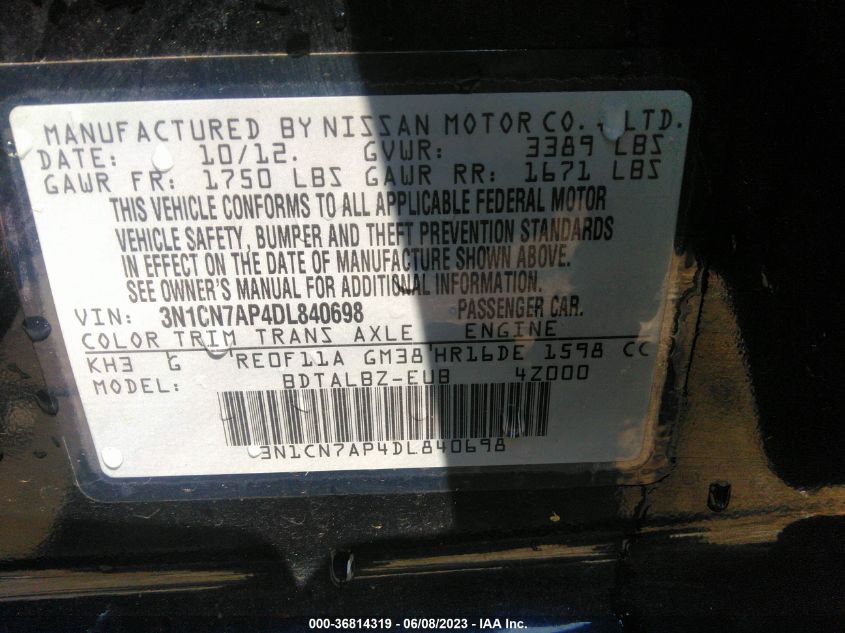 MANUFACTURED BY NISSAN MOTOR CO., LTD.
DATE: 10/12. GVWR: 3389 LBS
GAWR FR: 1750 LBS GAWR RR: 1671 LBS
THIS VEHICLE CONFORMS TO ALL APPLICABLE FEDERAL MOTOR
VEHICLE SAFETY, BUMPER AND THEFT PREVENTION STANDARDS
IN EFFECT ON THE DATE OF MANUFACTURE SHOWN ABOVE.
SEE OWNER'S MANUAL FOR ADDITIONAL INFORMATION.
VIN: 3N1CN7AP4DL840698 PASSENGER CAR.
COLOR TRIM TRANS AXLE ENGINE
KH3 G RE0F11A GM38 HR16DE 1598 CC
MODEL: BDTALBZ-EUB 4Z000
3N1CN7AP4DL840698
000-36814319 - 06/08/2023 - IAA Inc.